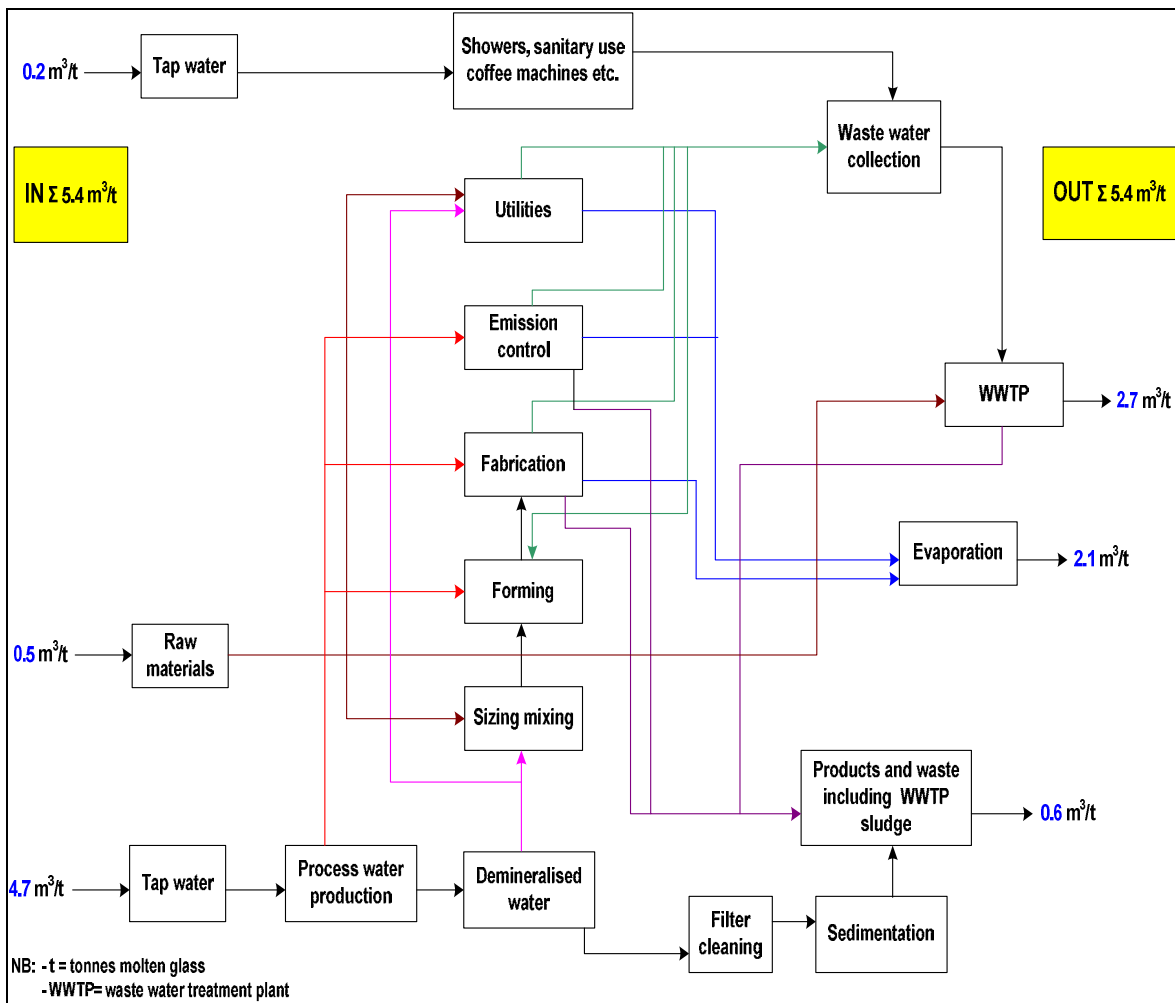 0.2 m³/t
Tap water
Showers, sanitary use
coffee machines etc.
Waste water
collection
IN Σ 5.4 m³/t
OUT Σ 5.4 m³/t
Utilities
Emission
control
WWTP
2.7
m³/t
Fabrication
Evaporation
2.1 m³/t
Forming
0.5 m³/t
Raw
materials
Sizing mixing
Products and waste
including WWTP
sludge
0.6 m³/t
4.7 m³/t
Tap water
Process water
production
Demineralised
water
Filter
cleaning
Sedimentation
NB: - t = tonnes molten glass
- WWTP= waste water treatment plant